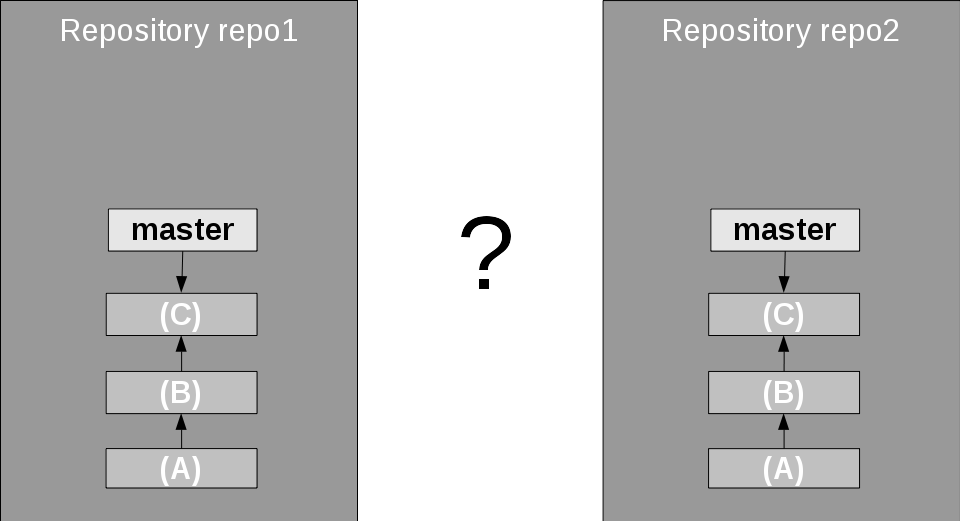 Repository repo1
master
(C)
(B)
(A)
?
Repository repo2
master
(C)
(B)
(A)